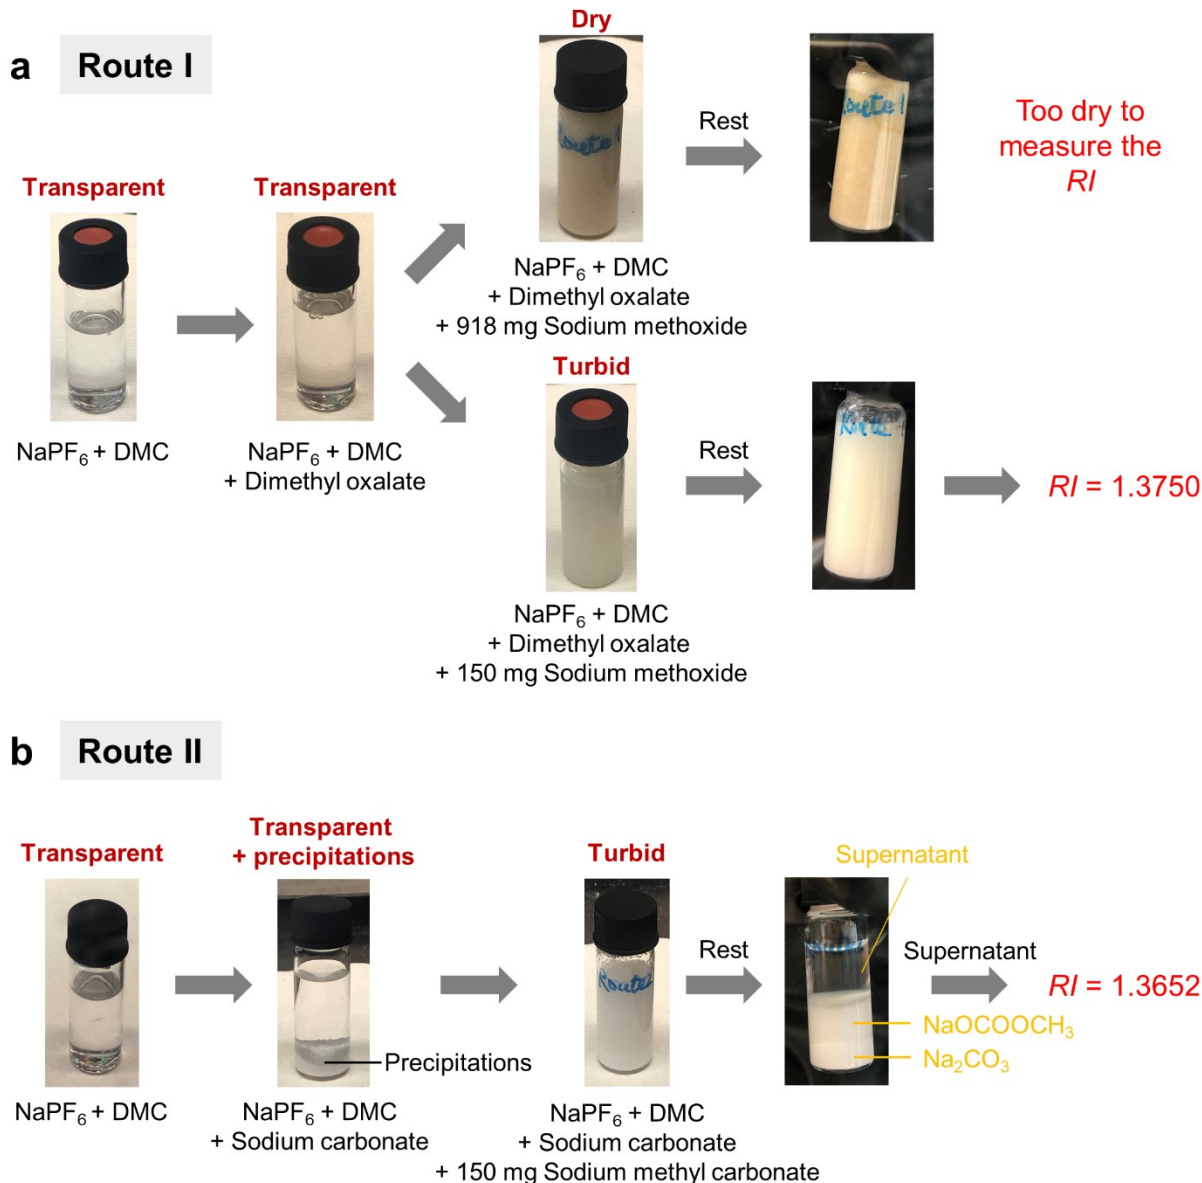 a Route I
Dry
Rest
Too dry to
measure the
RI
Transparent
Transparent
Route 1
NaPF₆ + DMC
+ Dimethyl oxalate
+ 918 mg Sodium methoxide
Turbid
NaPF₆ + DMC
NaPF₆ + DMC
+ Dimethyl oxalate
Rest
RI = 1.3750
NaPF₆ + DMC
+ Dimethyl oxalate
+ 150 mg Sodium methoxide
b Route II
Transparent
Transparent
+ precipitations
Turbid
Supernatant
Route2
Rest
Supernatant
RI = 1.3652
NaOCOOCH₃
Na₂CO₃
Precipitations
NaPF₆ + DMC
NaPF₆ + DMC
+ Sodium carbonate
NaPF₆ + DMC
+ Sodium carbonate
+ 150 mg Sodium methyl carbonate